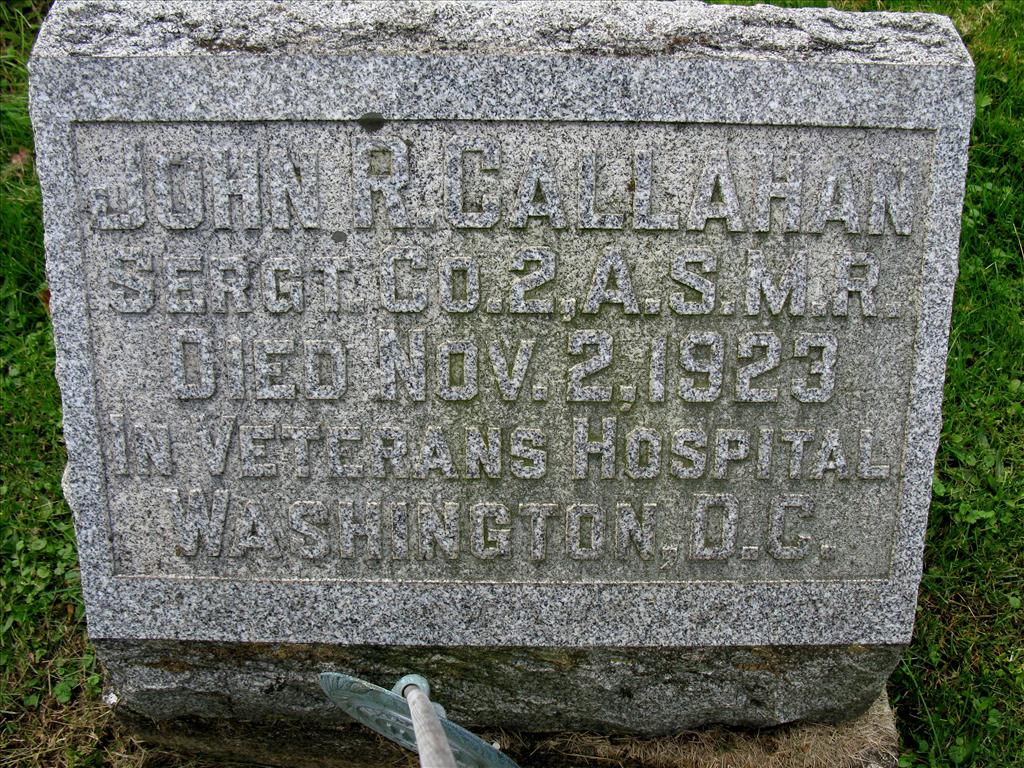 JOHN R. CALLAHAN
SERGT. CO. 2, A.S.M.R.
DIED NOV. 2, 1923
IN VETERANS HOSPITAL
WASHINGTON, D.C.